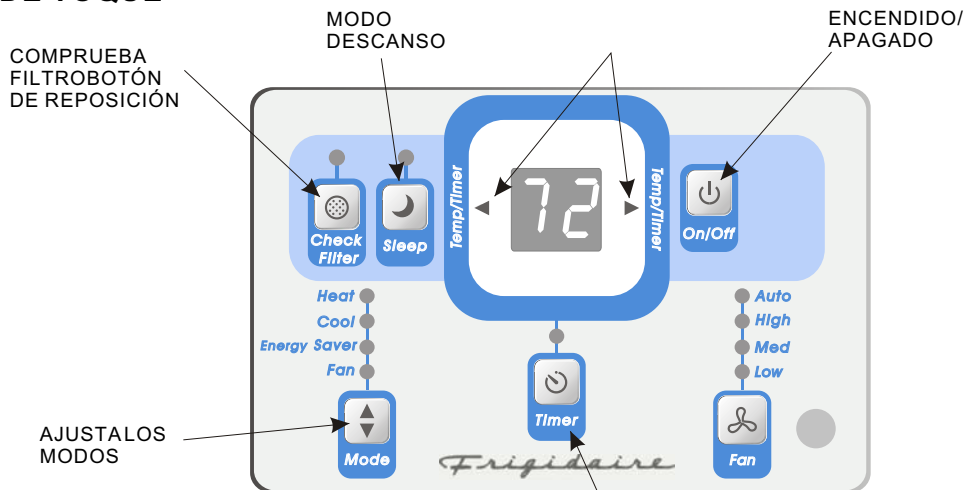 MODO
DESCANSO
ENCENDIDO/
APAGADO
COMPRUEBA
FILTROBOTÓN
DE REPOSICIÓN
Temp/Timer
72
Temp/Timer
Check
Filter
Sleep
On/Off
Heat
Cool
Energy Saver
Fan
Auto
High
Med
Low
Timer
AJUSTALOS
MODOS
Mode
Frigidaire
Fan